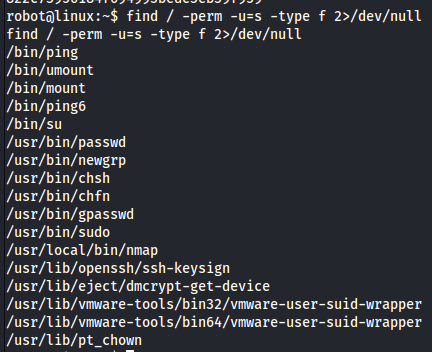 robot@linux:~$ find / -perm -u=s -type f 2>/dev/null
find / -perm -u=s -type f 2>/dev/null
/bin/ping
/bin/umount
/bin/mount
/bin/ping6
/bin/su
/usr/bin/passwd
/usr/bin/newgrp
/usr/bin/chsh
/usr/bin/chfn
/usr/bin/gpasswd
/usr/bin/sudo
/usr/local/bin/nmap
/usr/lib/openssh/ssh-keysign
/usr/lib/eject/dmcrypt-get-device
/usr/lib/vmware-tools/bin32/vmware-user-suid-wrapper
/usr/lib/vmware-tools/bin64/vmware-user-suid-wrapper
/usr/lib/pt_chown